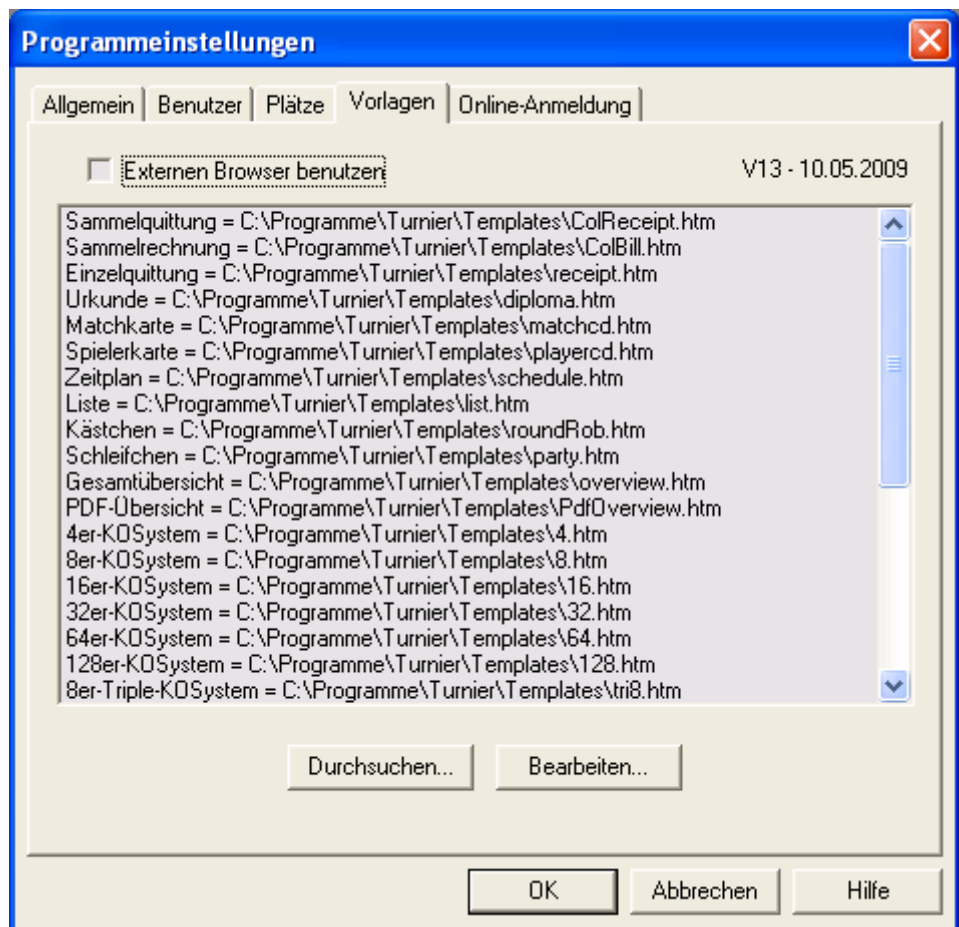 Programmeinstellungen
Allgemein Benutzer Plätze Vorlagen Online-Anmeldung
Externen Browser benutzen V13 - 10.05.2009
Sammelquittung = C:\Programme\Turnier\Templates\ColReceipt.htm
Sammelrechnung = C:\Programme\Turnier\Templates\ColBill.htm
Einzelquittung = C:\Programme\Turnier\Templates\receipt.htm
Urkunde = C:\Programme\Turnier\Templates\diploma.htm
Matchkarte = C:\Programme\Turnier\Templates\matchcd.htm
Spielerkarte = C:\Programme\Turnier\Templates\playercd.htm
Zeitplan = C:\Programme\Turnier\Templates\schedule.htm
Liste = C:\Programme\Turnier\Templates\list.htm
Kästchen = C:\Programme\Turnier\Templates\roundRob.htm
Schleifchen = C:\Programme\Turnier\Templates\party.htm
Gesamtübersicht = C:\Programme\Turnier\Templates\overview.htm
PDF-Übersicht = C:\Programme\Turnier\Templates\PdfOverview.htm
4er-KOSystem = C:\Programme\Turnier\Templates\4.htm
8er-KOSystem = C:\Programme\Turnier\Templates\8.htm
16er-KOSystem = C:\Programme\Turnier\Templates\16.htm
32er-KOSystem = C:\Programme\Turnier\Templates\32.htm
64er-KOSystem = C:\Programme\Turnier\Templates\64.htm
128er-KOSystem = C:\Programme\Turnier\Templates\128.htm
8er-Triple-KOSystem = C:\Programme\Turnier\Templates\tri8.htm
Durchsuchen... Bearbeiten...
OK Abbrechen Hilfe